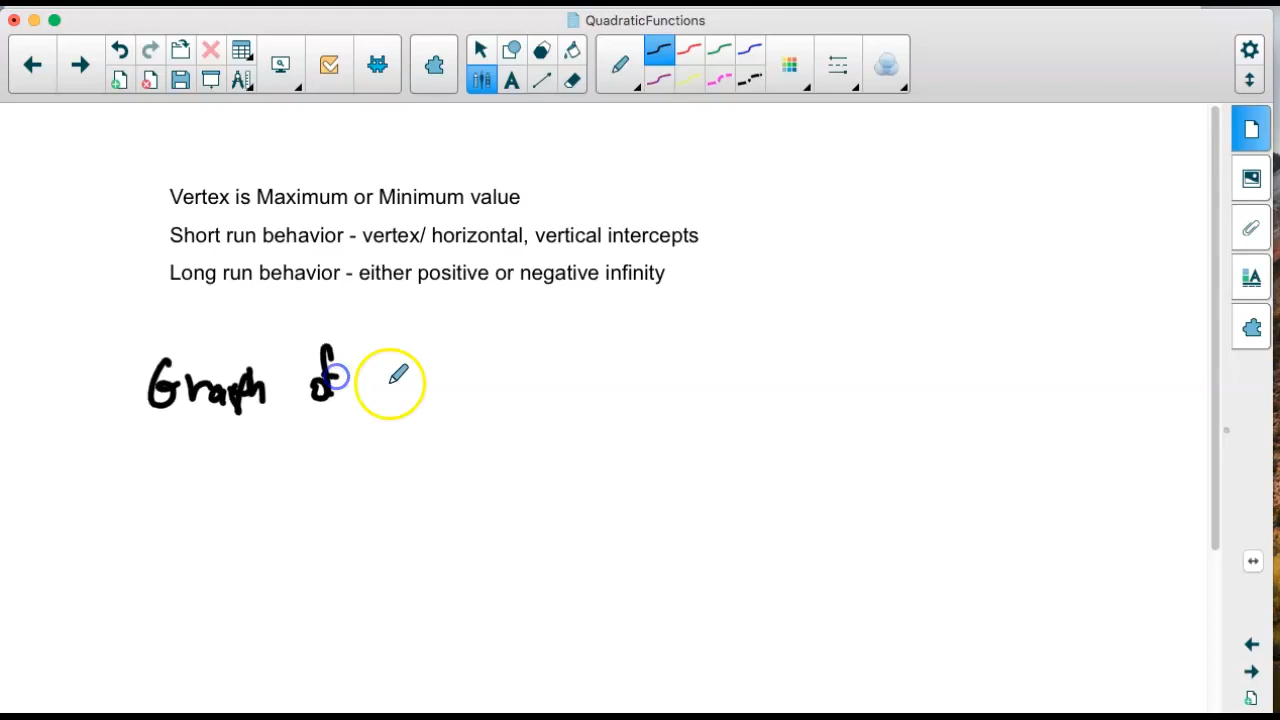 QuadraticFunctions
Vertex is Maximum or Minimum value
Short run behavior - vertex/ horizontal, vertical intercepts
Long run behavior - either positive or negative infinity
Graph of